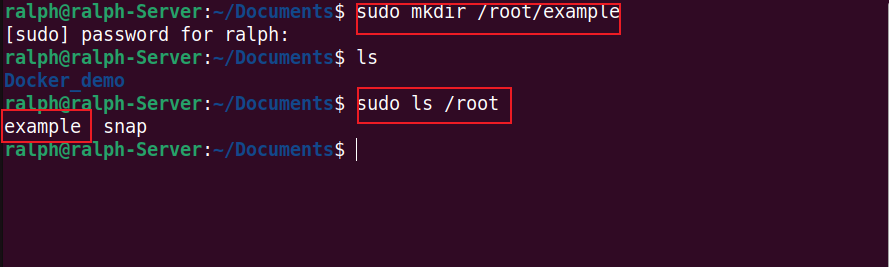 ralph@ralph-Server:~/Documents$ sudo mkdir /root/example
[sudo] password for ralph:
ralph@ralph-Server:~/Documents$ ls
Docker_demo
ralph@ralph-Server:~/Documents$ sudo ls /root
example  snap
ralph@ralph-Server:~/Documents$